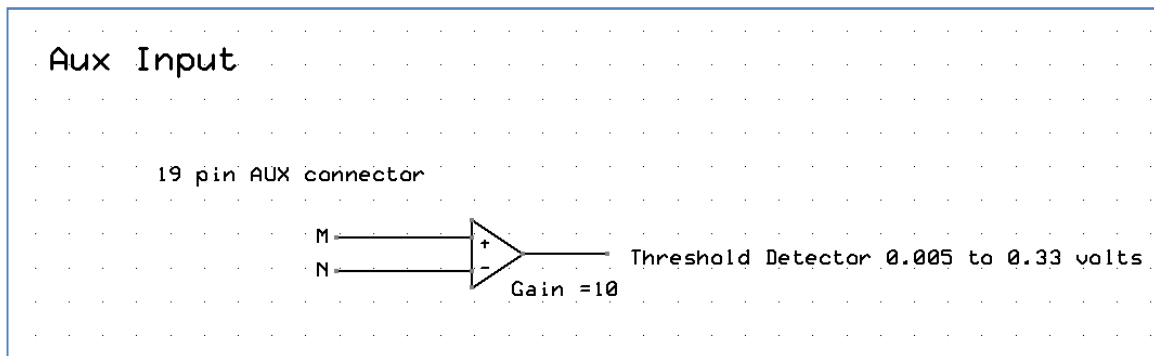 Aux Input
19 pin AUX connector
M
+
N
-
Threshold Detector 0.005 to 0.33 volts
Gain =10